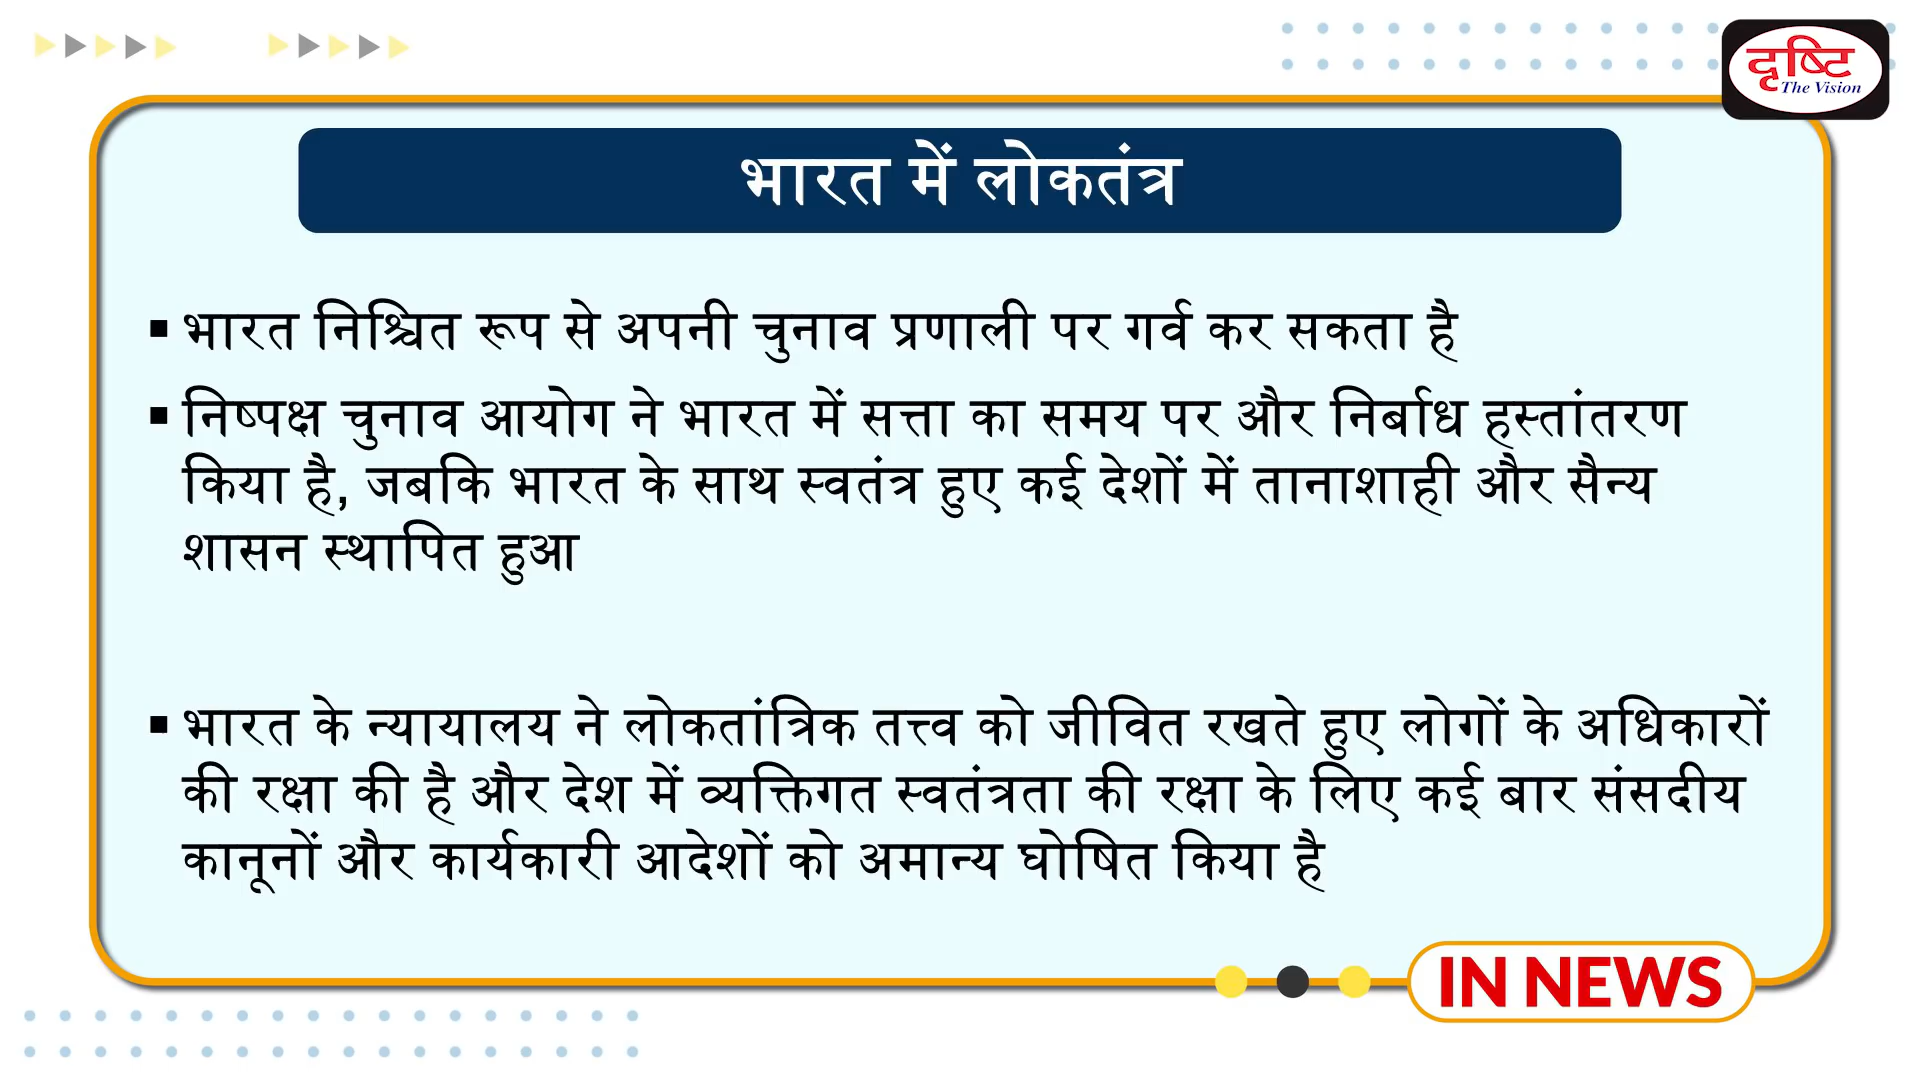 दृष्टि
The Vision
भारत में लोकतंत्र
▪ भारत निश्चित रूप से अपनी चुनाव प्रणाली पर गर्व कर सकता है
▪ निष्पक्ष चुनाव आयोग ने भारत में सत्ता का समय पर और निर्बाध हस्तांतरण
किया है, जबकि भारत के साथ स्वतंत्र हुए कई देशों में तानाशाही और सैन्य
शासन स्थापित हुआ
▪ भारत के न्यायालय ने लोकतांत्रिक तत्त्व को जीवित रखते हुए लोगों के अधिकारों
की रक्षा की है और देश में व्यक्तिगत स्वतंत्रता की रक्षा के लिए कई बार संसदीय
कानूनों और कार्यकारी आदेशों को अमान्य घोषित किया है
IN NEWS